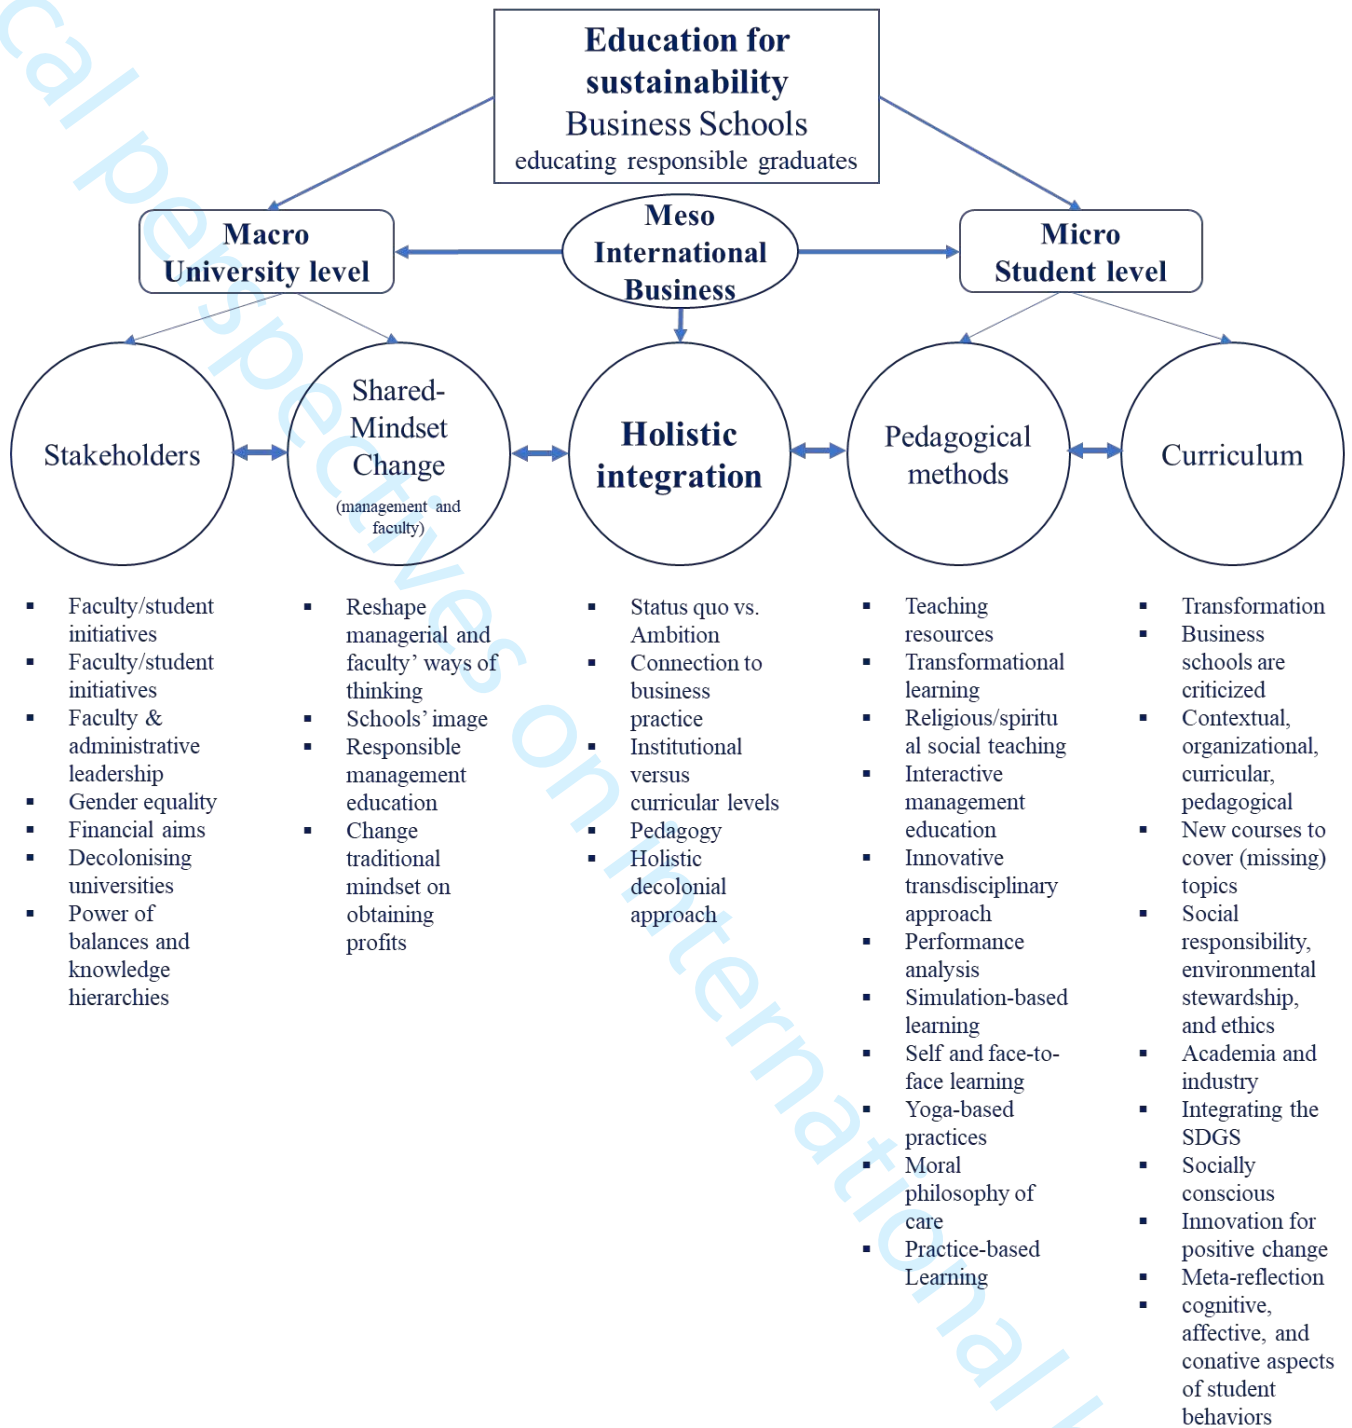 Education for
sustainability
Business Schools
educating responsible graduates
Macro
University level
Meso
International
Business
Micro
Student level
Stakeholders
Shared-
Mindset
Change
(management and
faculty)
Holistic
integration
Pedagogical
methods
Curriculum
▪ Faculty/student
initiatives
▪ Faculty/student
initiatives
▪ Faculty &
administrative
leadership
▪ Gender equality
▪ Financial aims
▪ Decolonising
universities
▪ Power of
balances and
knowledge
hierarchies
▪ Reshape
managerial and
faculty’ ways of
thinking
▪ Schools’ image
▪ Responsible
management
education
▪ Change
traditional
mindset on
obtaining
profits
▪ Status quo vs.
Ambition
▪ Connection to
business
practice
▪ Institutional
versus
curricular levels
▪ Pedagogy
▪ Holistic
decolonial
approach
▪ Teaching
resources
▪ Transformational
learning
▪ Religious/spiritu
al social teaching
▪ Interactive
management
education
▪ Innovative
transdisciplinary
approach
▪ Performance
analysis
▪ Simulation-based
learning
▪ Self and face-to-
face learning
▪ Yoga-based
practices
▪ Moral
philosophy of
care
▪ Practice-based
Learning
▪ Transformation
▪ Business
schools are
criticized
▪ Contextual,
organizational,
curricular,
pedagogical
▪ New courses to
cover (missing)
topics
▪ Social
responsibility,
environmental
stewardship,
and ethics
▪ Academia and
industry
▪ Integrating the
SDGS
▪ Socially
conscious
▪ Innovation for
positive change
▪ Meta-reflection
▪ cognitive,
affective, and
conative aspects
of student
behaviors
cal perspectives on international